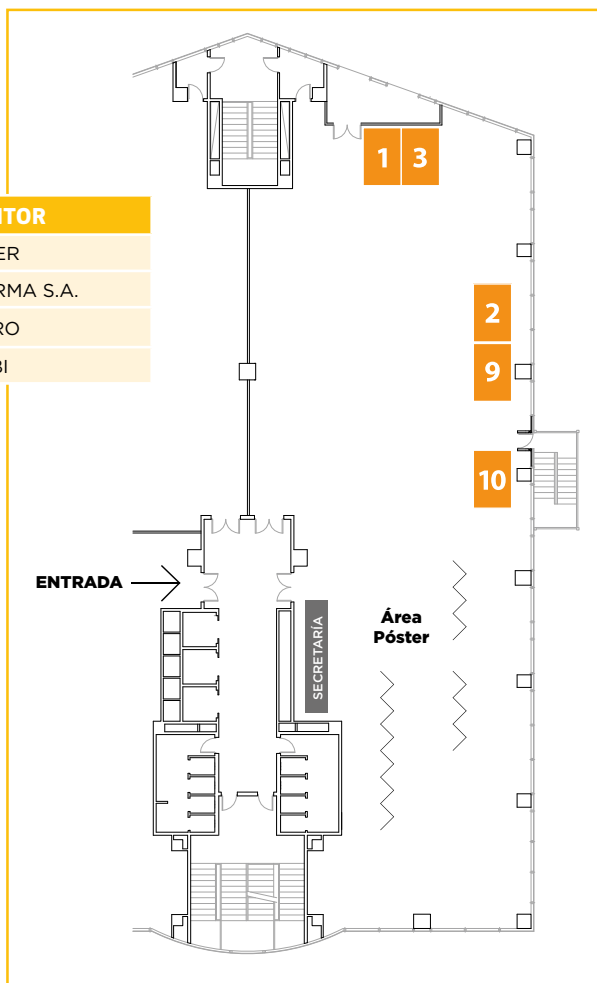 ITOR
ER
RMA S.A.
RO
BI
1 3
2
9
10
ENTRADA
SECRETARÍA
Área
Póster